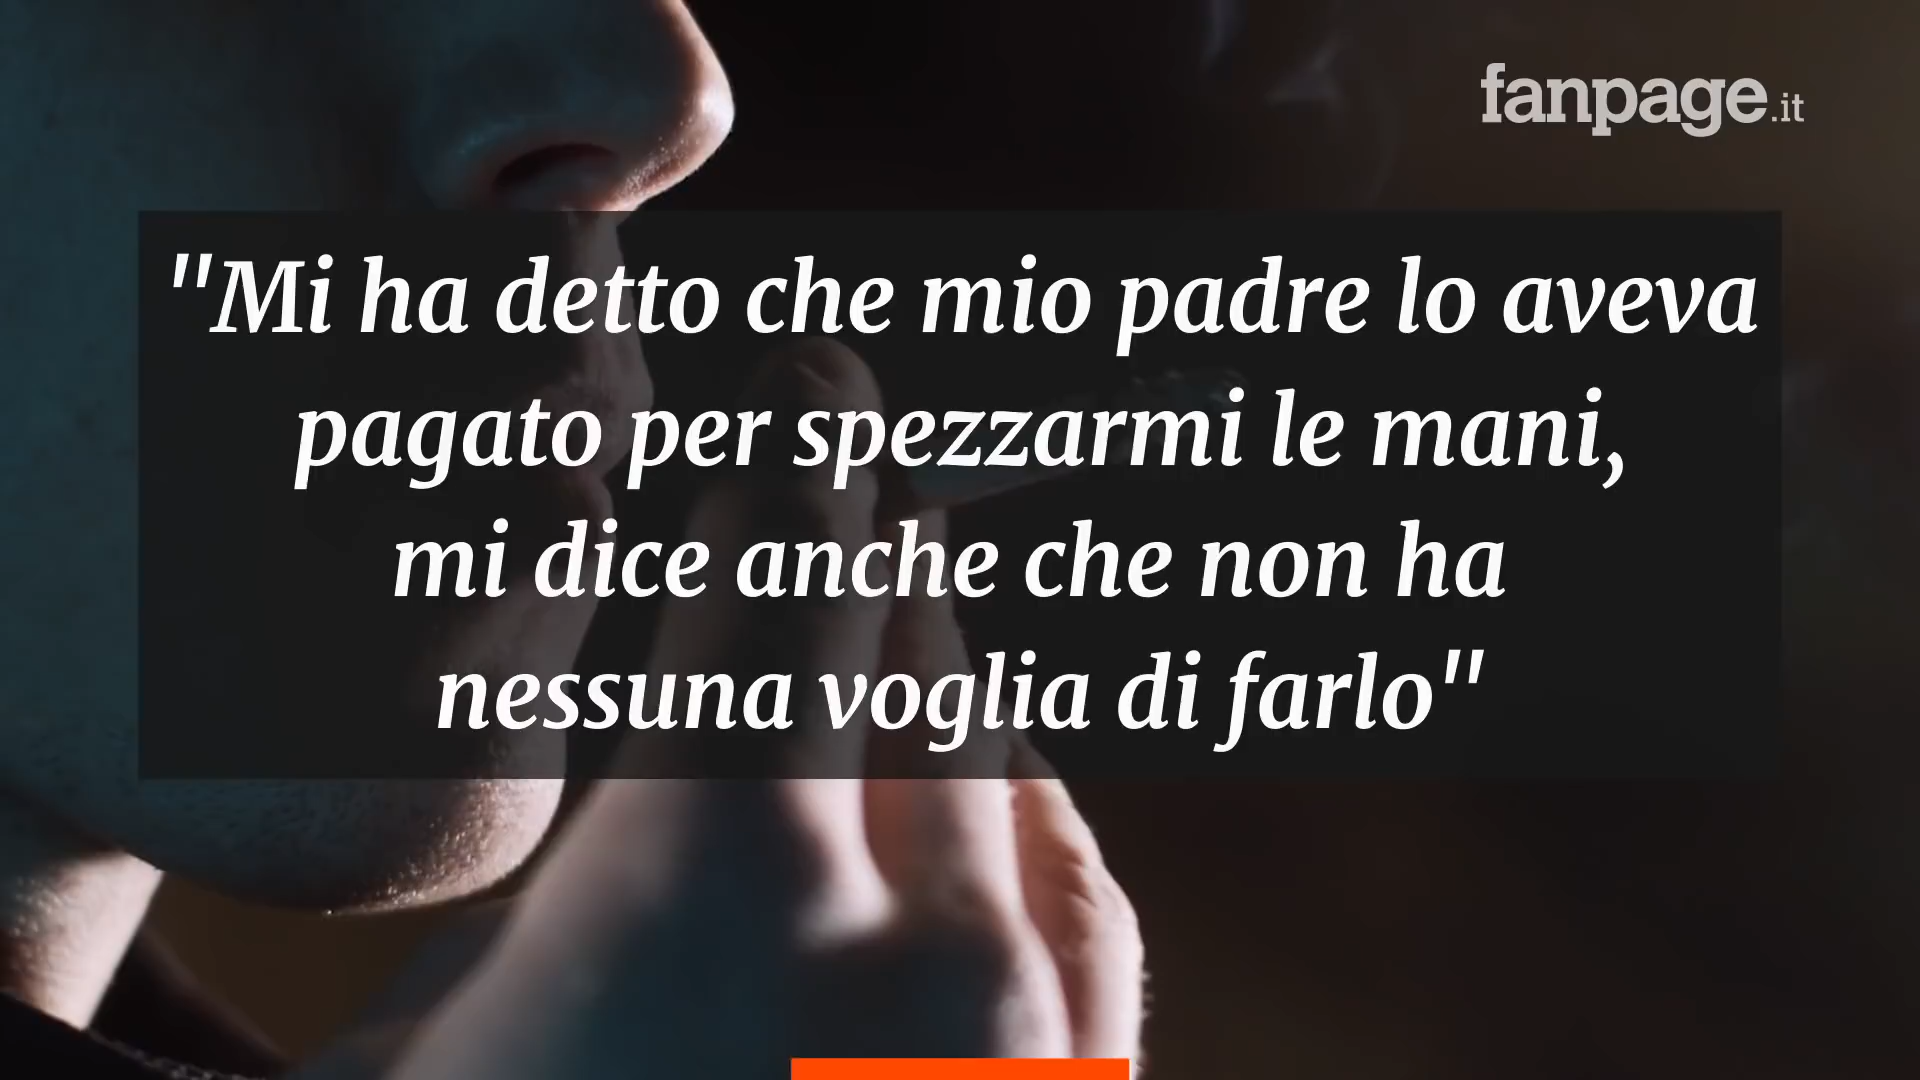 fanpage.it
"Mi ha detto che mio padre lo aveva
pagato per spezzarmi le mani,
mi dice anche che non ha
nessuna voglia di farlo"